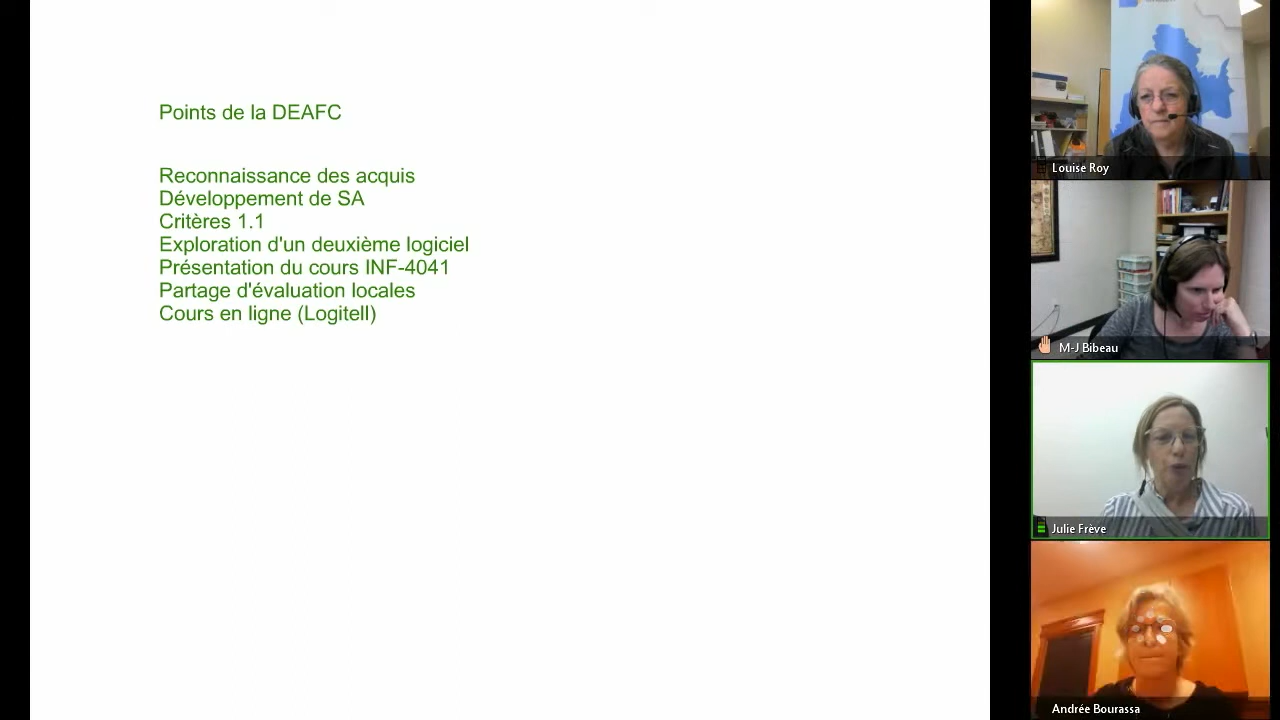 Points de la DEAFC
Reconnaissance des acquis
Développement de SA
Critères 1.1
Exploration d'un deuxième logiciel
Présentation du cours INF-4041
Partage d'évaluation locales
Cours en ligne (Logitell)
Louise Roy
M-J Bibeau
Julie Frève
Andrée Bourassa